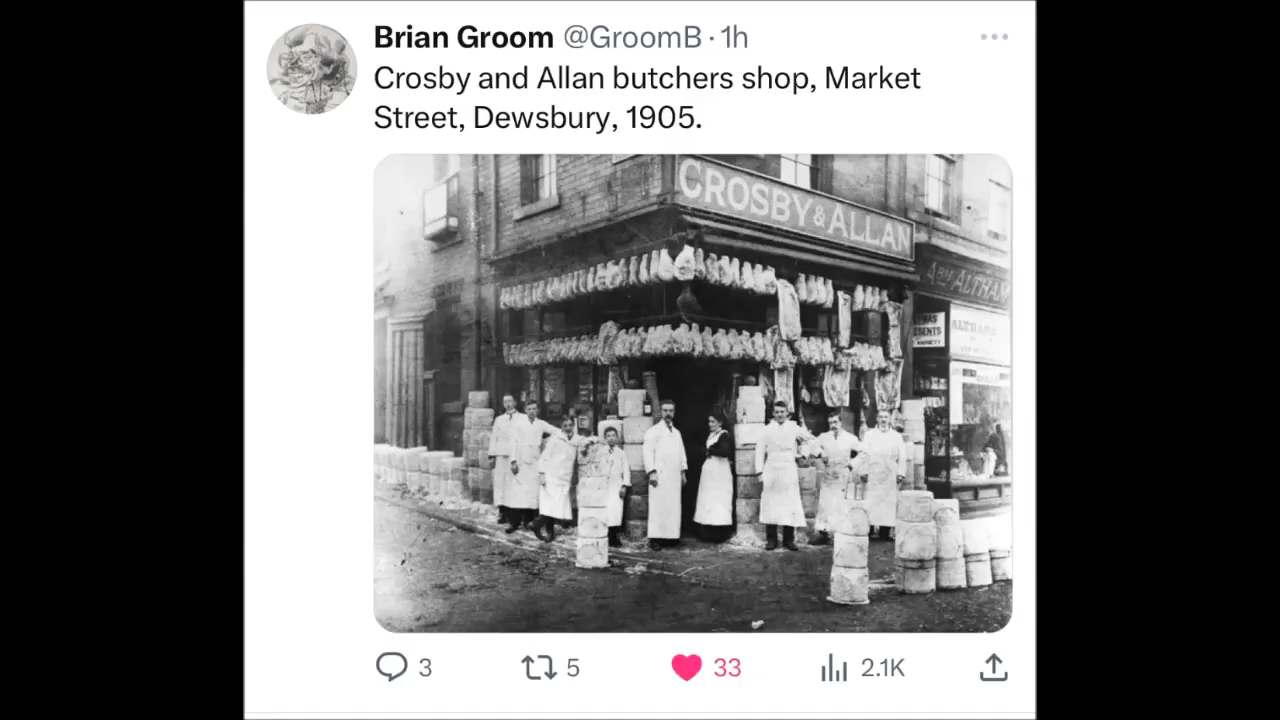 Brian Groom @GroomB · 1h
Crosby and Allan butchers shop, Market
Street, Dewsbury, 1905.
CROSBY & ALLAN
ALTHAM
3 5 33 2.1K